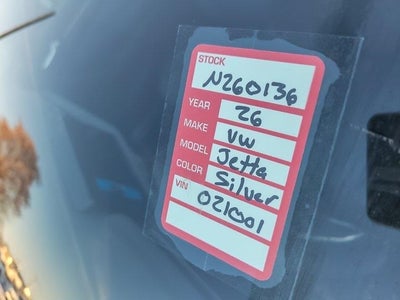 STOCK
N260136
YEAR 26
MAKE VW
MODEL Jetta
COLOR Silver
VIN 021001